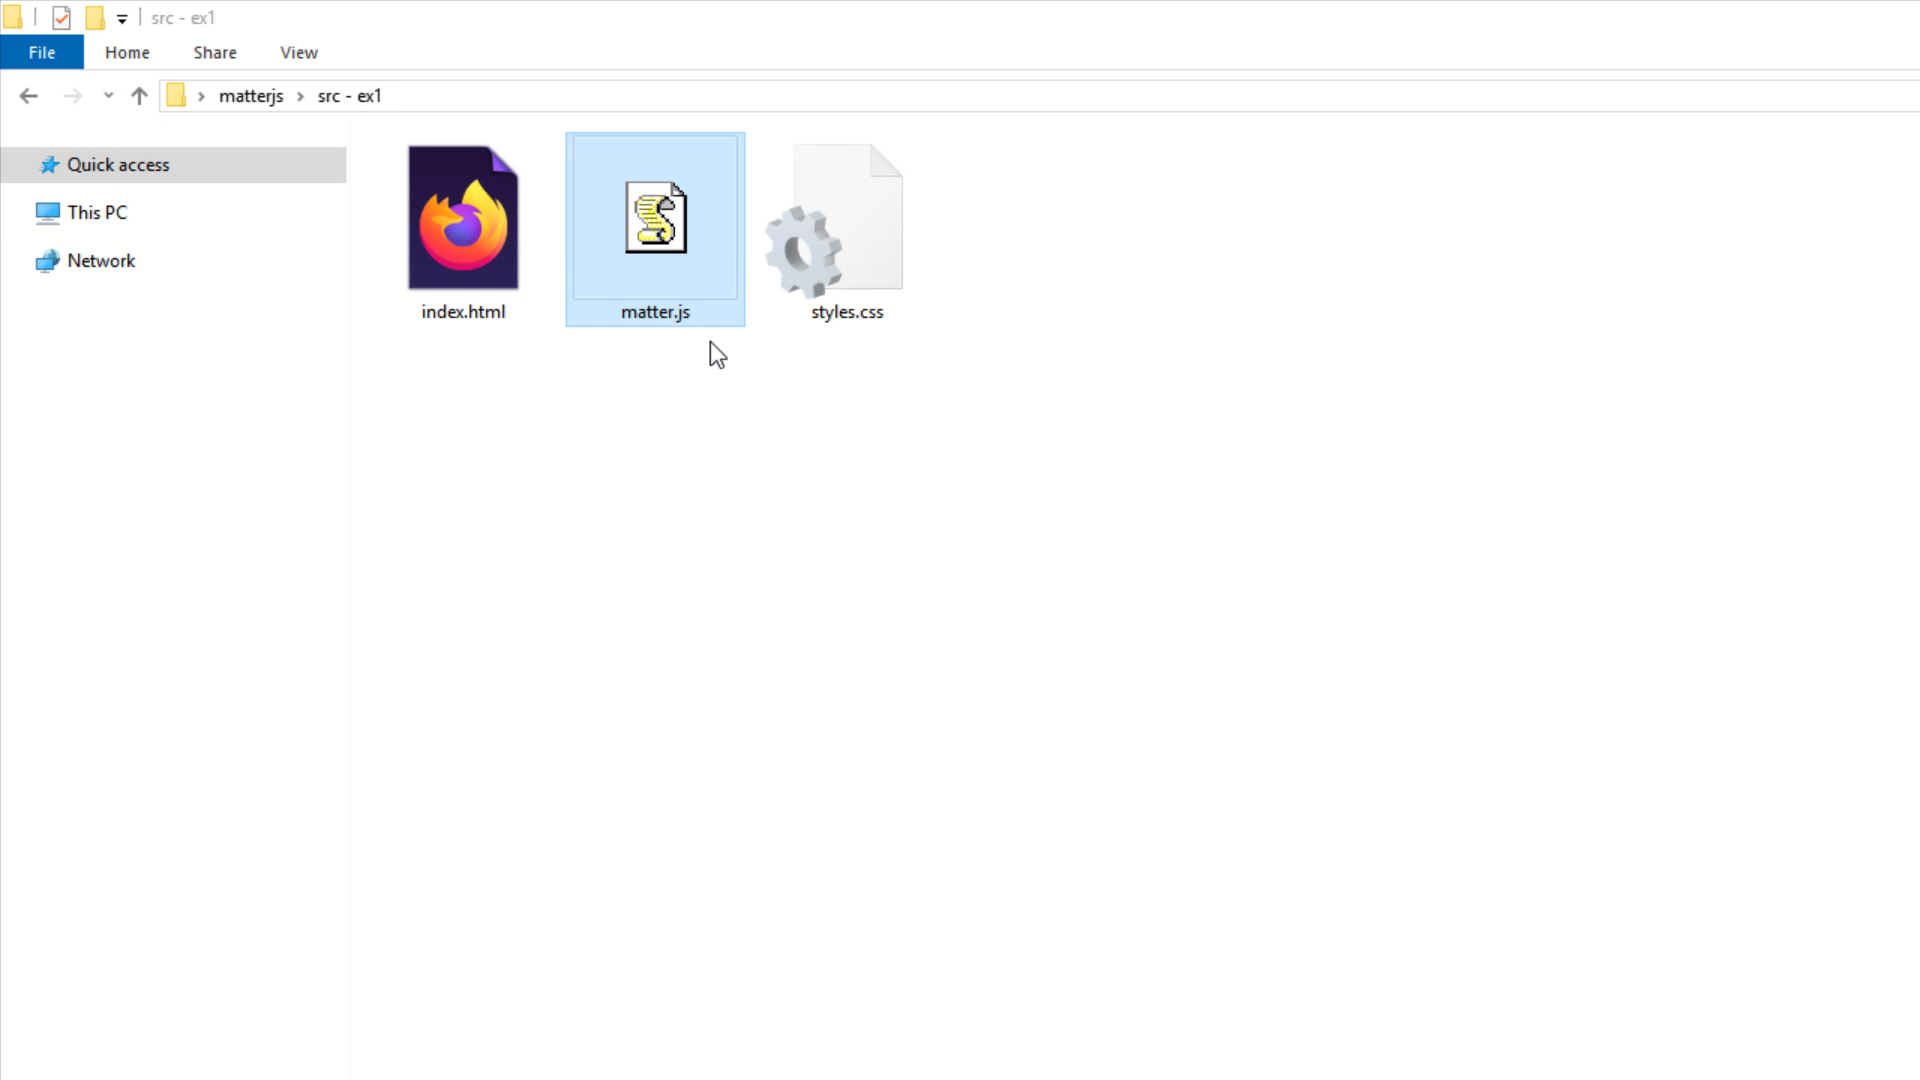 src - ex1
File Home Share View
matterjs src - ex1
Quick access
This PC
Network
index.html
matter.js
styles.css